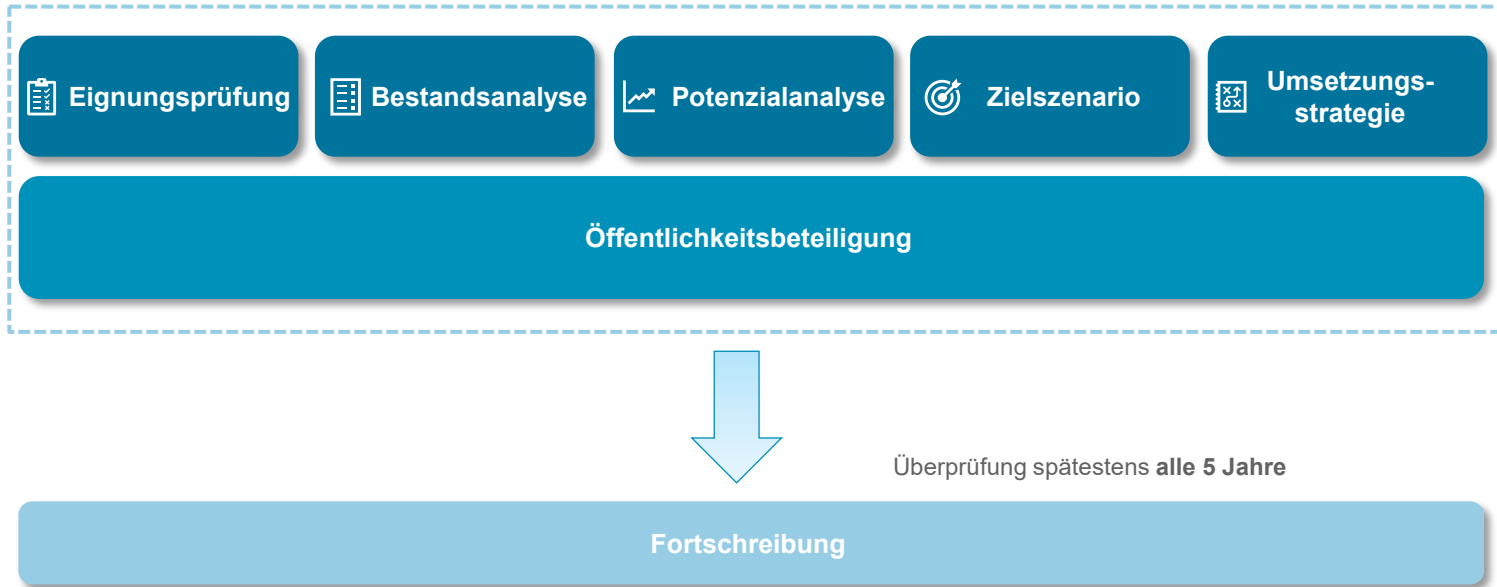 Eignungsprüfung
Bestandsanalyse
Potenzialanalyse
Zielszenario
Umsetzungs-
strategie
Öffentlichkeitsbeteiligung
Überprüfung spätestens alle 5 Jahre
Fortschreibung